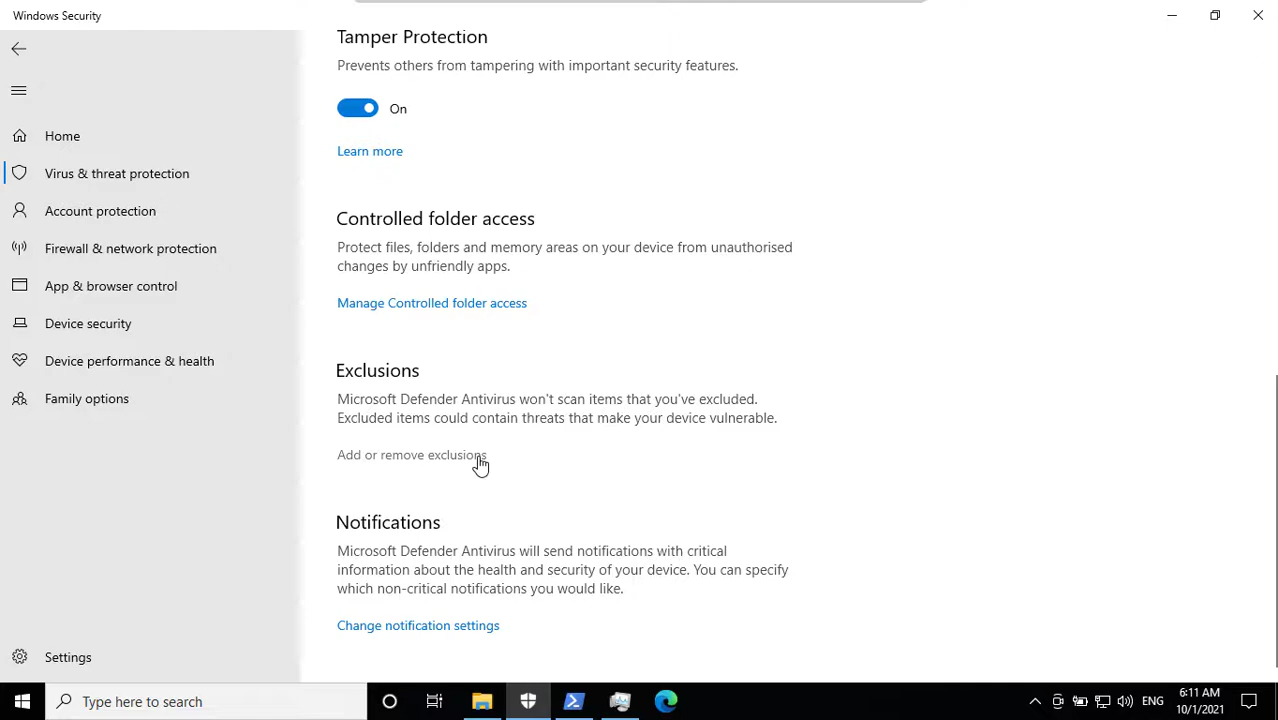 Windows Security
Home
Virus & threat protection
Account protection
Firewall & network protection
App & browser control
Device security
Device performance & health
Family options
Settings
Tamper Protection
Prevents others from tampering with important security features.
On
Learn more
Controlled folder access
Protect files, folders and memory areas on your device from unauthorised
changes by unfriendly apps.
Manage Controlled folder access
Exclusions
Microsoft Defender Antivirus won't scan items that you've excluded.
Excluded items could contain threats that make your device vulnerable.
Add or remove exclusions
Notifications
Microsoft Defender Antivirus will send notifications with critical
information about the health and security of your device. You can specify
which non-critical notifications you would like.
Change notification settings
Type here to search
ENG
6:11 AM
10/1/2021